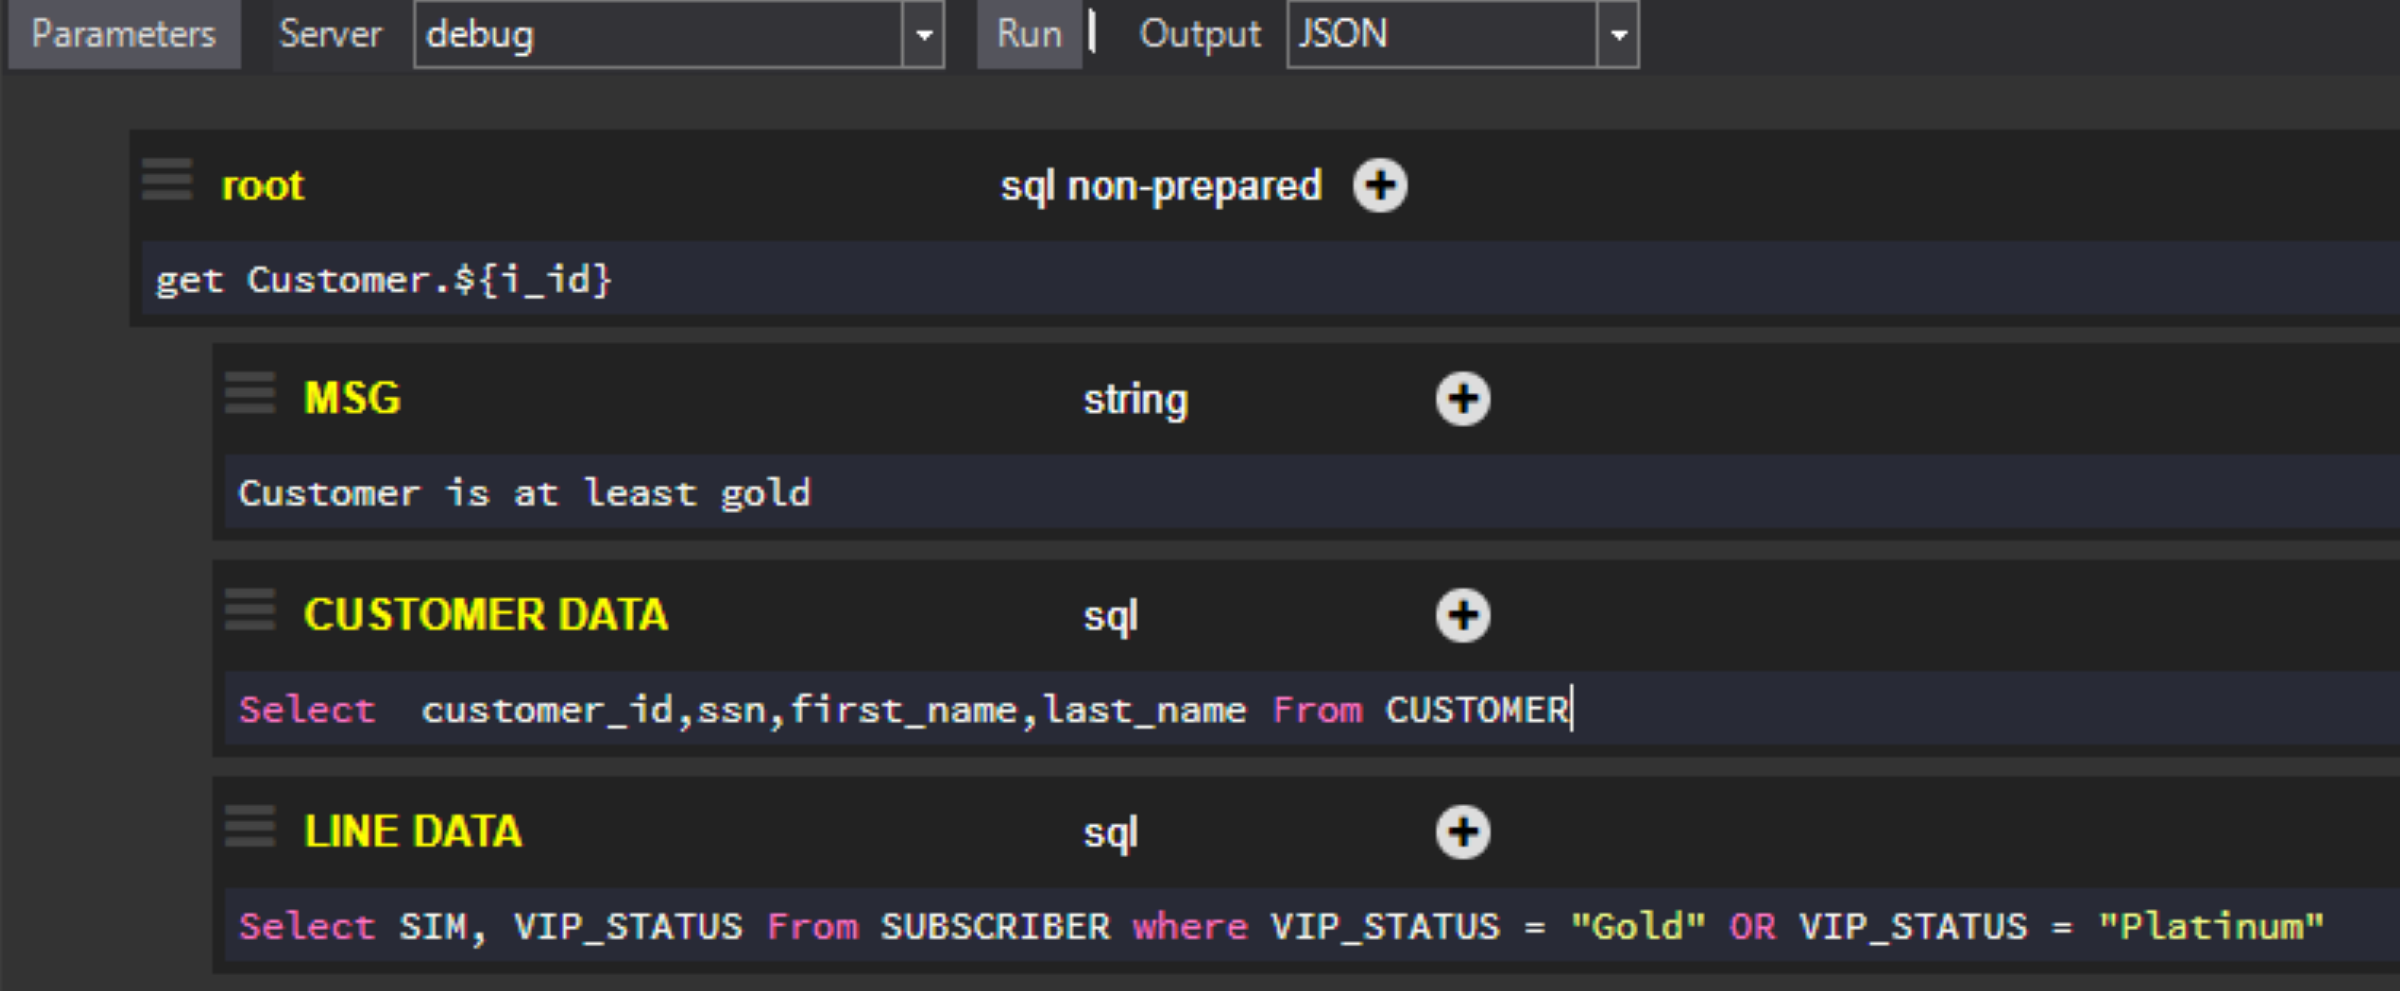 Parameters Server debug Run Output JSON
root sql non-prepared
get Customer.${i_id}
MSG string
Customer is at least gold
CUSTOMER DATA sql
Select  customer_id,ssn,first_name,last_name From CUSTOMER
LINE DATA sql
Select SIM, VIP_STATUS From SUBSCRIBER where VIP_STATUS = "Gold" OR VIP_STATUS = "Platinum"